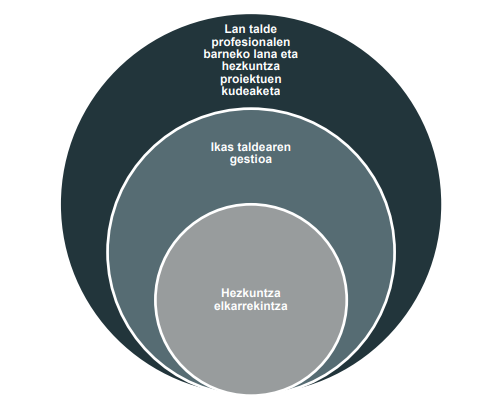 Lan talde
profesionalen
barneko lana eta
hezkuntza
proiektuen
kudeaketa
Ikas taldearen
gestioa
Hezkuntza
elkarrekintza